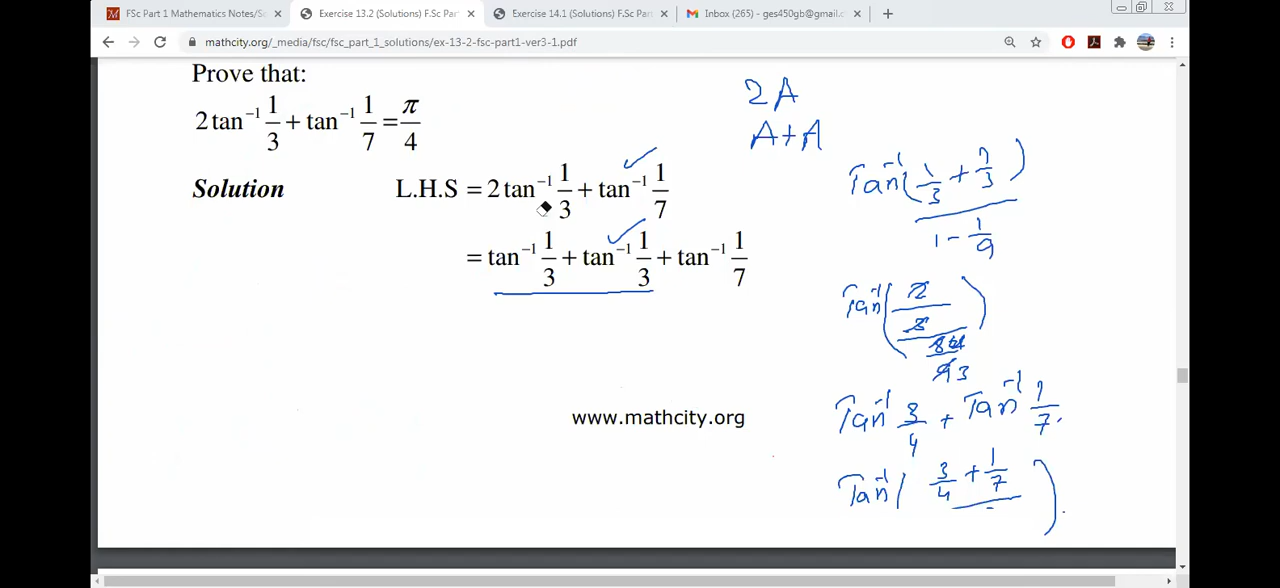 FSc Part 1 Mathematics Notes/S
Exercise 13.2 (Solutions) F.Sc Par
Exercise 14.1 (Solutions) F.Sc Par
Inbox (265) - ges450gb@gmail.c
mathcity.org/_media/fsc/fsc_part_1_solutions/ex-13-2-fsc-part1-ver3-1.pdf
Prove that:
2tan⁻¹ 1/3 + tan⁻¹ 1/7 = π/4
Solution L.H.S = 2tan⁻¹ 1/3 + tan⁻¹ 1/7
= tan⁻¹ 1/3 + tan⁻¹ 1/3 + tan⁻¹ 1/7
www.mathcity.org
2A
A+A
Tan⁻¹( 1/3 + 1/3 )
1 - 1/9
Tan⁻¹( 2
3
Tan⁻¹ 3/4 + Tan⁻¹ 1/7
Tan⁻¹( 3/4 + 1/7 )